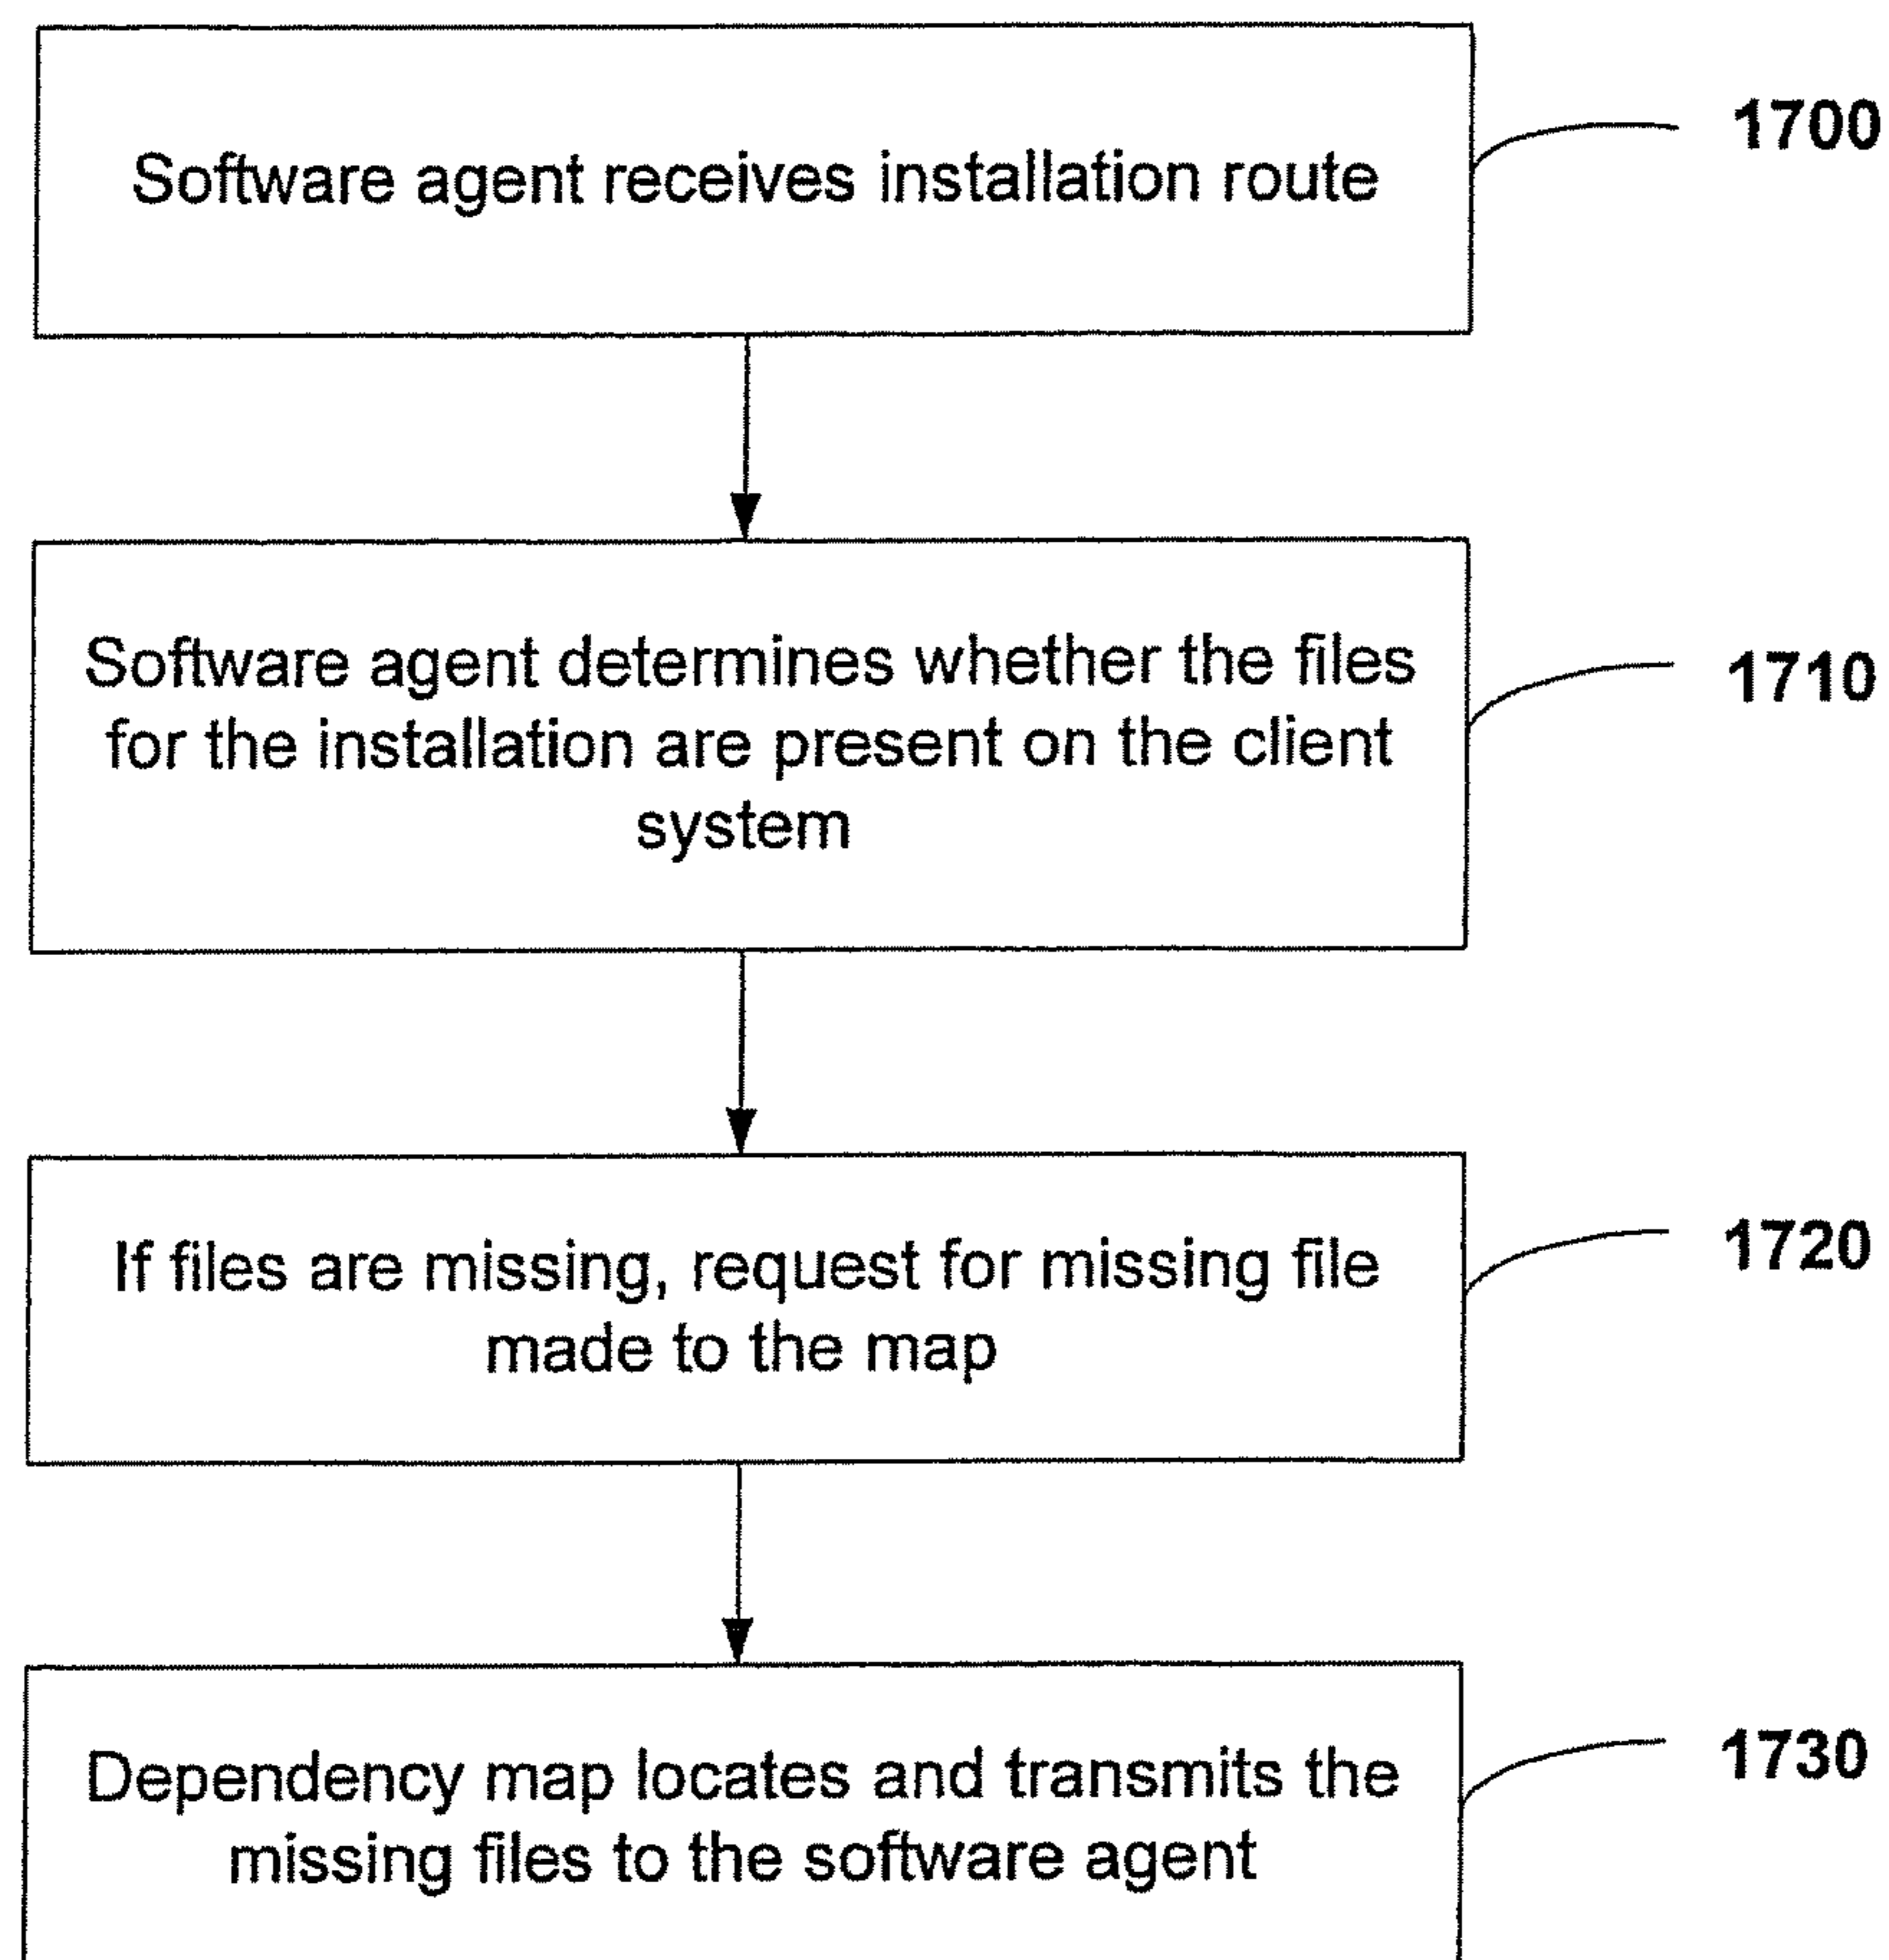 Software agent receives installation route
1700
Software agent determines whether the files
for the installation are present on the client
system
1710
If files are missing, request for missing file
made to the map
1720
Dependency map locates and transmits the
missing files to the software agent
1730